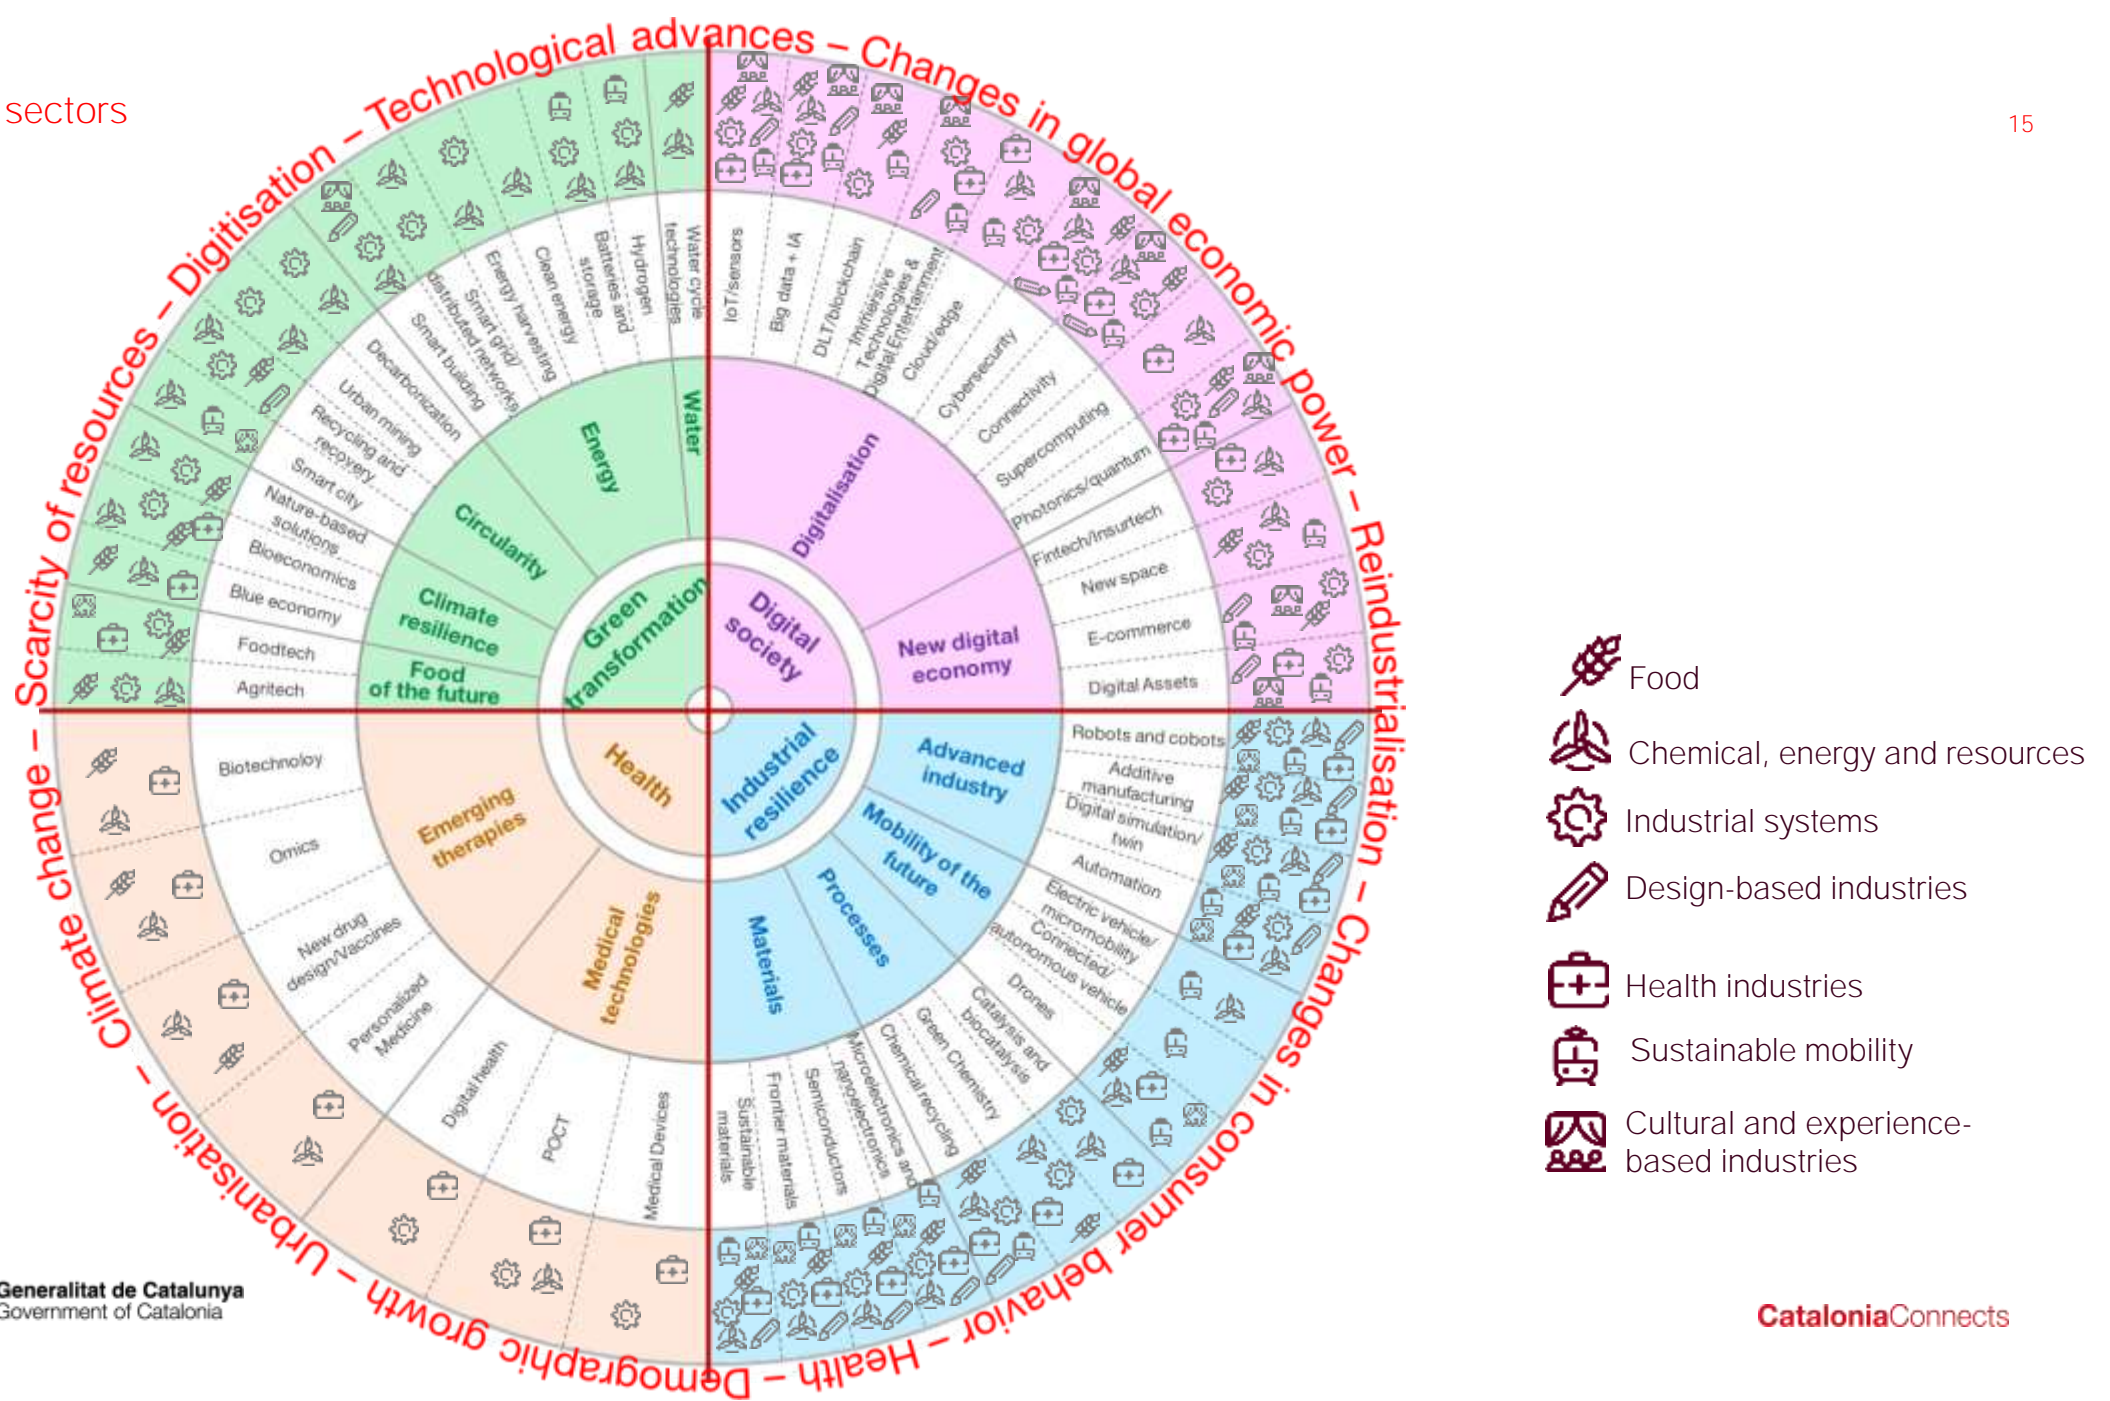 sectors
15
Technological advances – Changes in global economic power – Reindustrialisation – Changes in consumer behavior – Health – Demographic growth – Urbanisation – Climate change – Scarcity of resources – Digitisation –
Green
transformation
Digital
society
Industrial
resilience
Health
Water
Energy
Circularity
Climate
resilience
Food
of the future
Digitalisation
New digital
economy
Advanced
industry
Mobility of the
future
Processes
Materials
Medical
technologies
Emerging
therapies
Water cycle
technologies
Hydrogen
Batteries and
storage
Clean energy
Energy harvesting
Smart grid/
distributed networks
Smart building
Decarbonization
Urban mining
Recycling and
recovery
Smart city
Nature-based
solutions
Bioeconomics
Blue economy
Foodtech
Agritech
IoT/sensors
Big data + IA
DLT/blockchain
Immersive
Technologies &
Digital Entertainment
Cloud/edge
Cybersecurity
Connectivity
Supercomputing
Photonics/quantum
Fintech/Insurtech
New space
E-commerce
Digital Assets
Robots and cobots
Additive
manufacturing
Digital simulation/
twin
Automation
Electric vehicle/
micromobility
Connected/
autonomous vehicle
Drones
Catalysis and
biocatalysis
Green Chemistry
Chemical recycling
Microelectronics and
nanoelectronics
Semiconductors
Frontier materials
Sustainable
materials
Medical Devices
POCT
Digital health
Personalized
Medicine
New drug
design/Vaccines
Omics
Biotechnoloy
Food
Chemical, energy and resources
Industrial systems
Design-based industries
Health industries
Sustainable mobility
Cultural and experience-
based industries
Generalitat de Catalunya
Government of Catalonia
CataloniaConnects